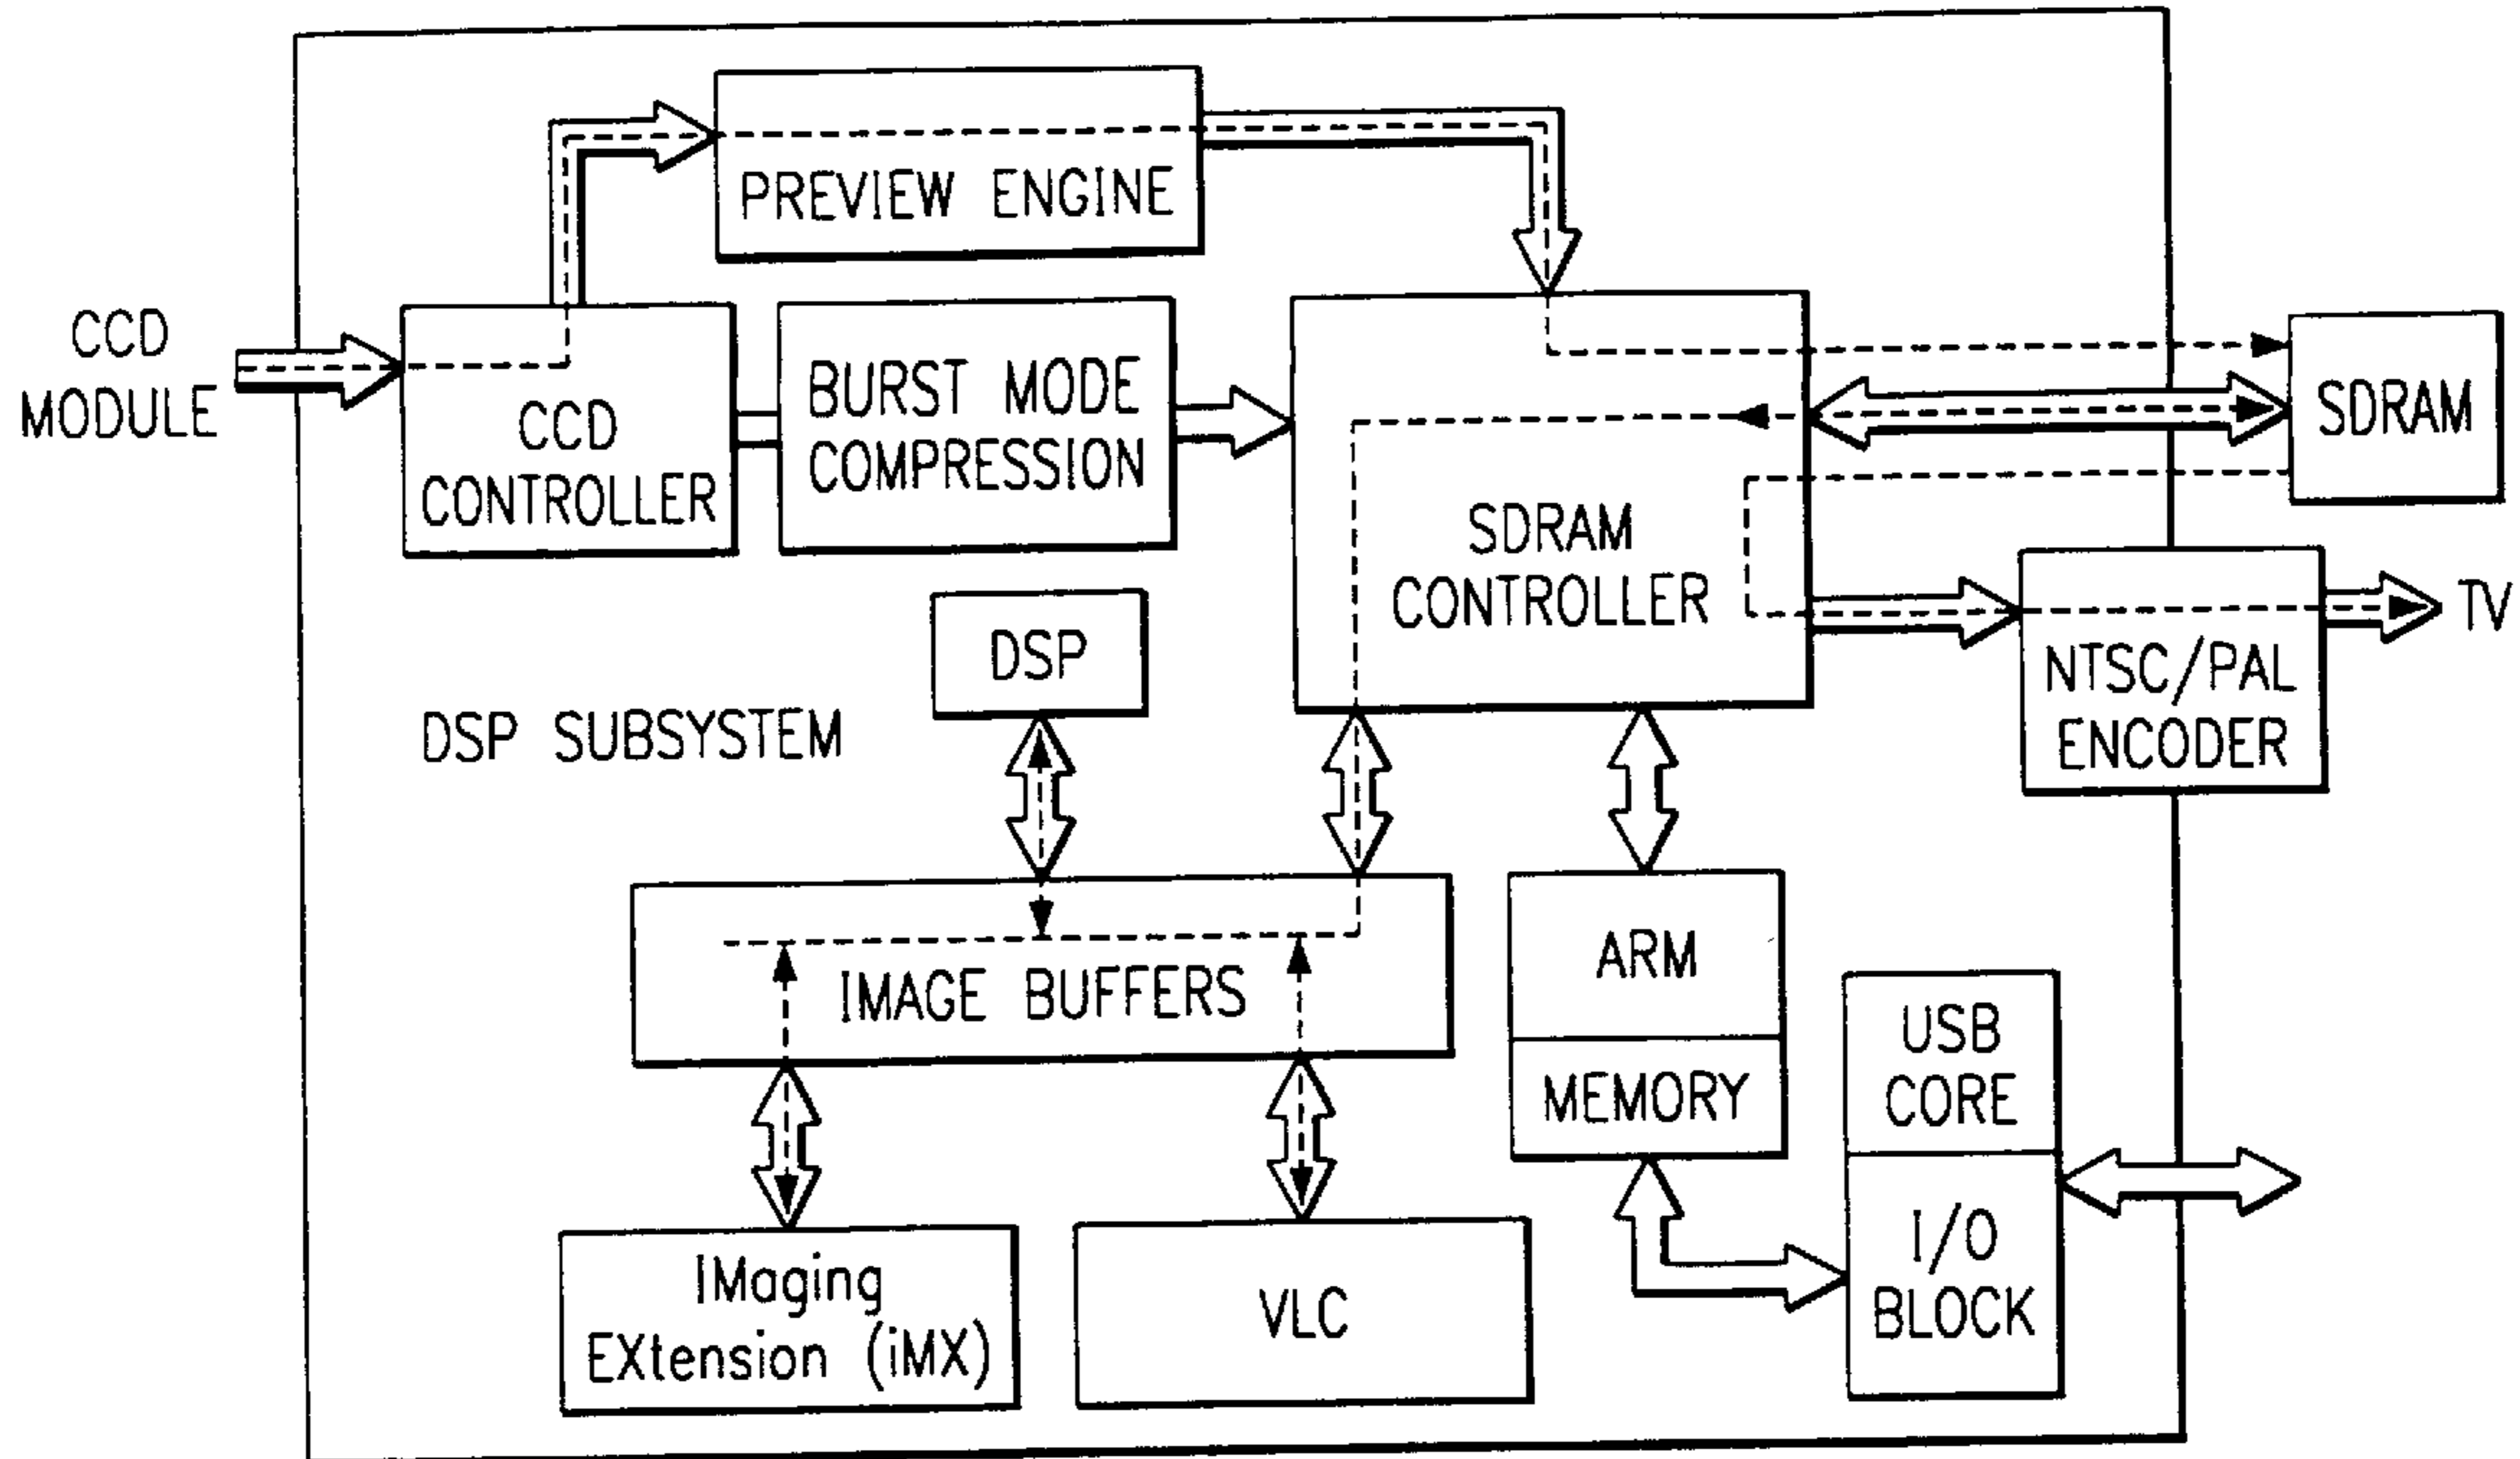 PREVIEW ENGINE
CCD
MODULE
CCD
CONTROLLER
BURST MODE
COMPRESSION
SDRAM
CONTROLLER
SDRAM
TV
NTSC/PAL
ENCODER
DSP
DSP SUBSYSTEM
IMAGE BUFFERS
ARM
MEMORY
USB
CORE
I/O
BLOCK
IMaging
EXtension (iMX)
VLC